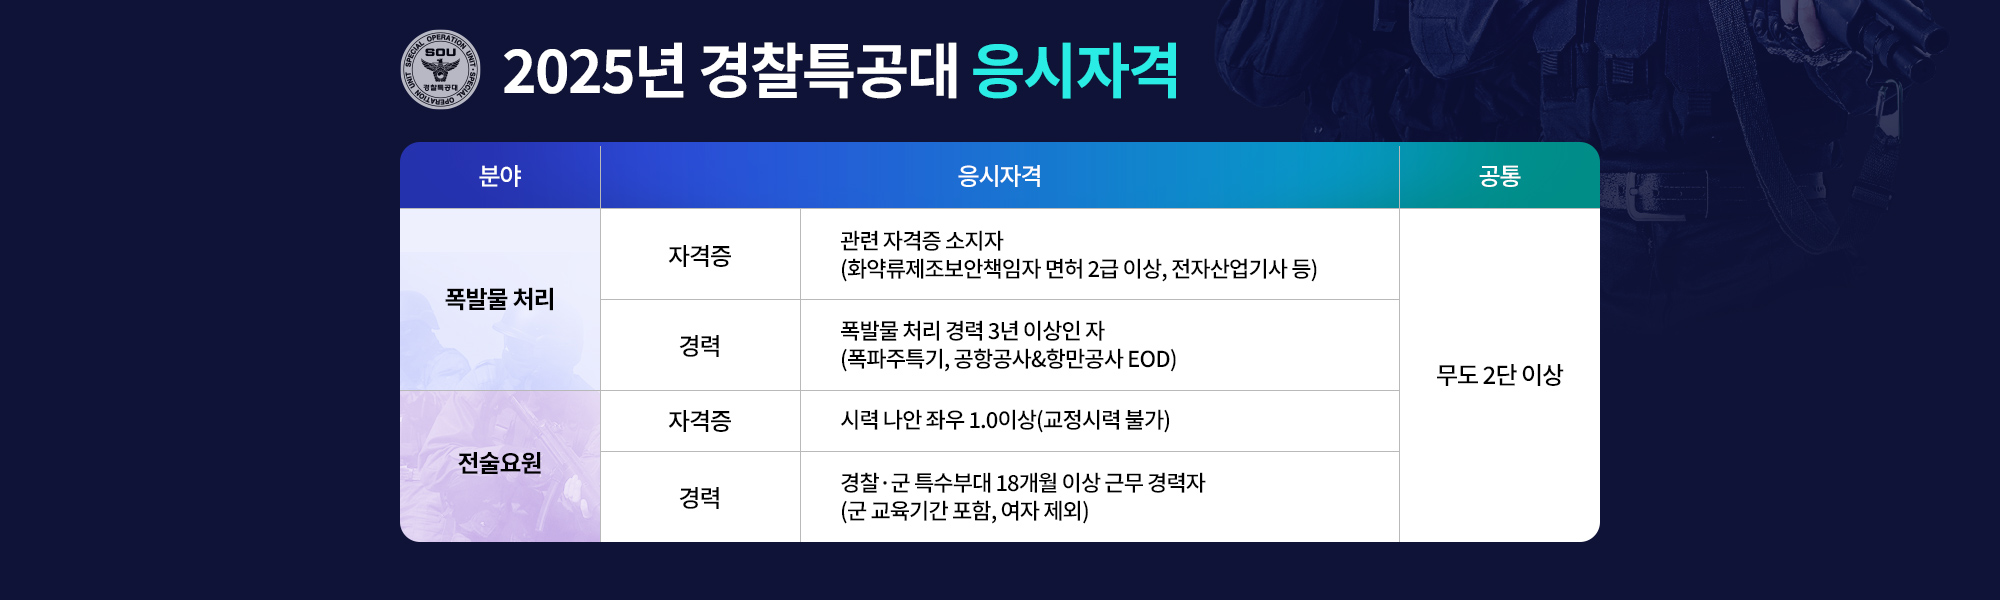 SPECIAL OPERATION UNIT · SPECIAL OPERATION UNIT
SOU
경찰특공대
2025년 경찰특공대 응시자격
분야
응시자격
공통
폭발물 처리
자격증
관련 자격증 소지자
(화약류제조보안책임자 면허 2급 이상, 전자산업기사 등)
경력
폭발물 처리 경력 3년 이상인 자
(폭파주특기, 공항공사&항만공사 EOD)
무도 2단 이상
전술요원
자격증
시력 나안 좌우 1.0이상(교정시력 불가)
경력
경찰·군 특수부대 18개월 이상 근무 경력자
(군 교육기간 포함, 여자 제외)